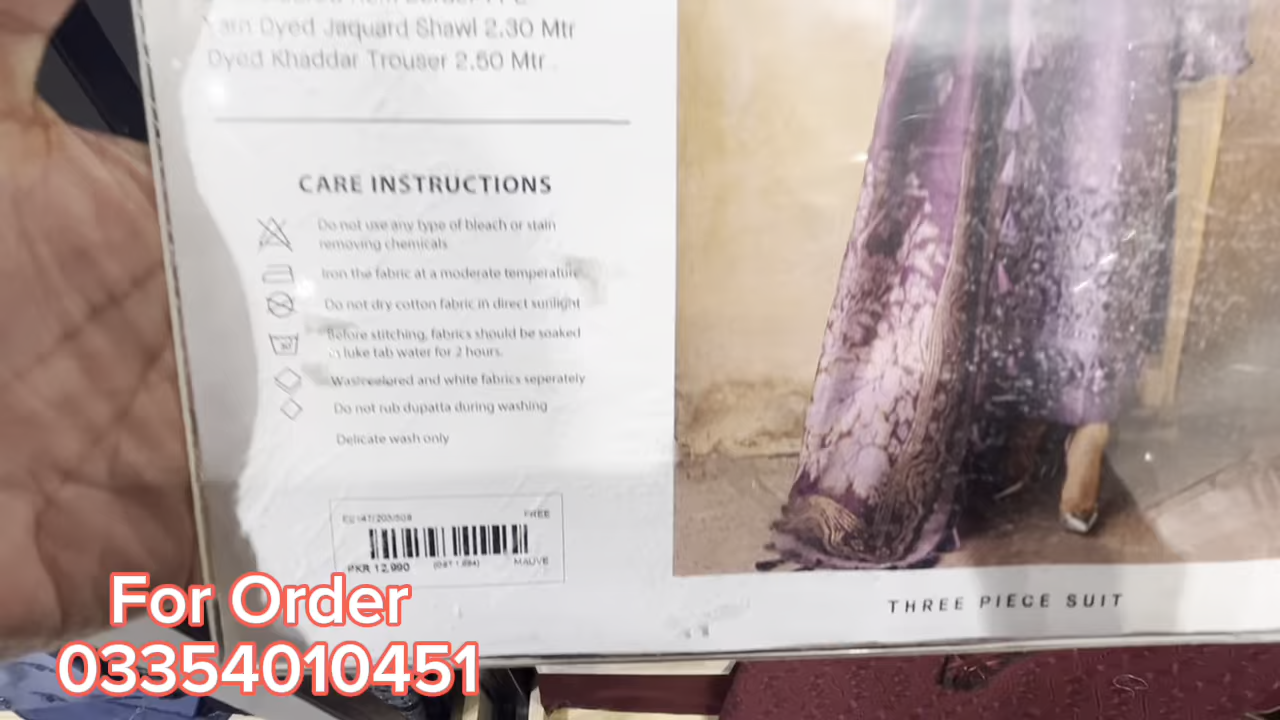 Yarn Dyed Jaquard Shawl 2.30 Mtr
Dyed Khaddar Trouser 2.50 Mtr
CARE INSTRUCTIONS
Do not use any type of bleach or stain
removing chemicals
Iron the fabric at a moderate temperature
Do not dry cotton fabric in direct sunlight
Before stitching, fabrics should be soaked
in luke tab water for 2 hours.
Wash colored and white fabrics seperately
Do not rub dupatta during washing
Delicate wash only
FREE
PKR 12,990
MAUVE
THREE PIECE SUIT
For Order
03354010451